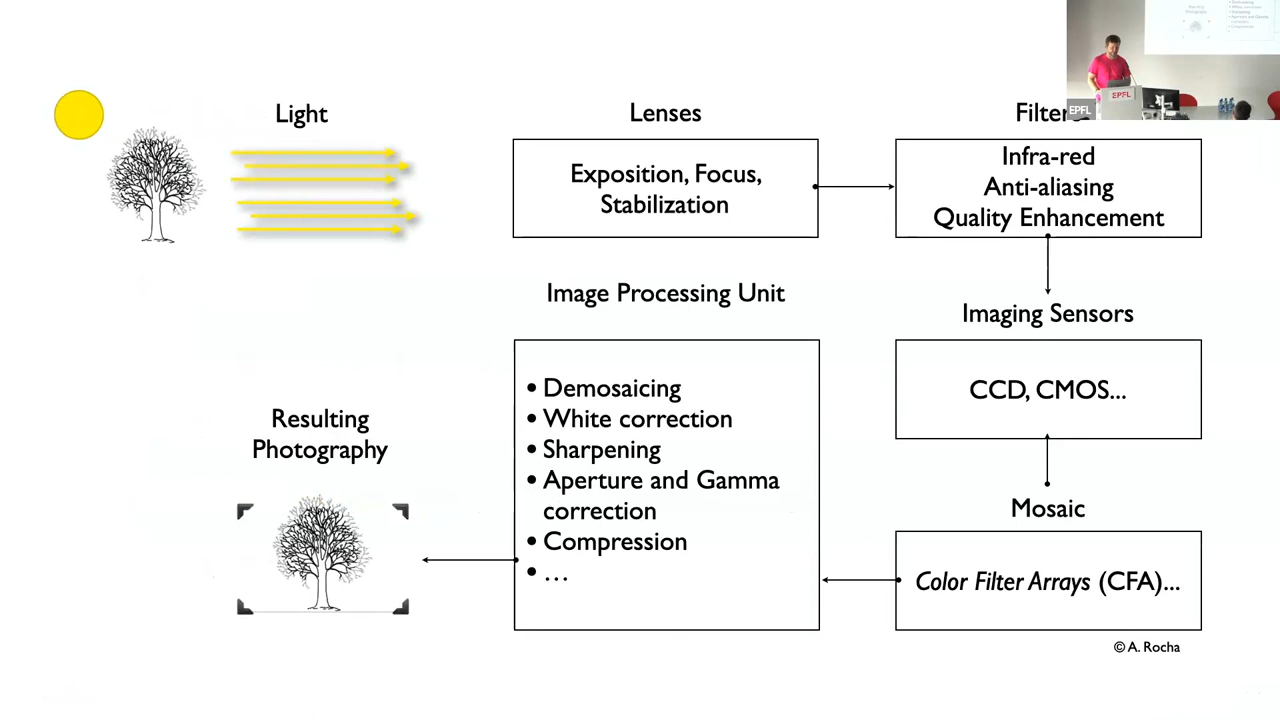 Light
Lenses
Exposition, Focus,
Stabilization
Infra-red
Anti-aliasing
Quality Enhancement
Imaging Sensors
CCD, CMOS...
Mosaic
Color Filter Arrays (CFA)...
Image Processing Unit
• Demosaicing
• White correction
• Sharpening
• Aperture and Gamma
correction
• Compression
• ...
Resulting
Photography
© A. Rocha
EPFL
EPFL